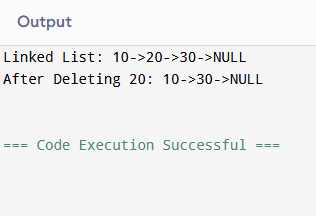 Output
Linked List: 10->20->30->NULL
After Deleting 20: 10->30->NULL
=== Code Execution Successful ===